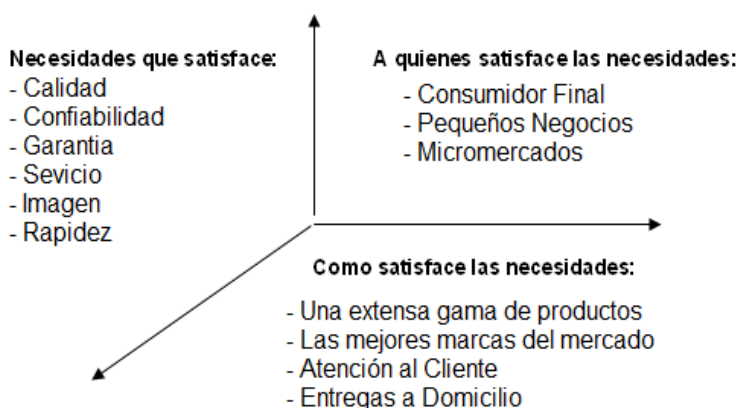 Necesidades que satisface:
- Calidad
- Confiabilidad
- Garantia
- Sevicio
- Imagen
- Rapidez
A quienes satisface las necesidades:
- Consumidor Final
- Pequeños Negocios
- Micromercados
Como satisface las necesidades:
- Una extensa gama de productos
- Las mejores marcas del mercado
- Atención al Cliente
- Entregas a Domicilio